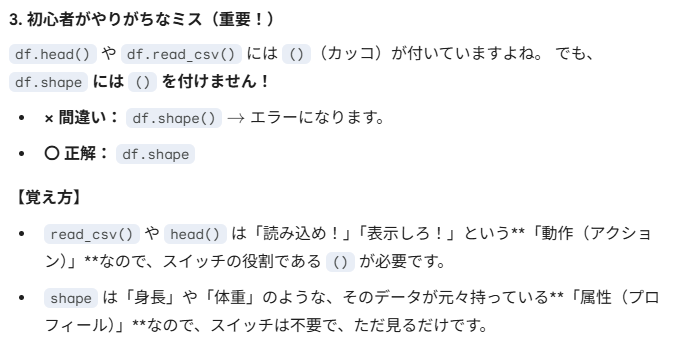 3. 初心者がやりがちなミス（重要！）
df.head() や df.read_csv() には () （カッコ）が付いていますよね。 でも、
df.shape には () を付けません！
• × 間違い： df.shape() → エラーになります。
• 〇 正解： df.shape
【覚え方】
• read_csv() や head() は「読み込め！」「表示しろ！」という**「動作（アクショ
ン）」**なので、スイッチの役割である () が必要です。
• shape は「身長」や「体重」のような、そのデータが元々持っている**「属性（プロ
フィール）」**なので、スイッチは不要で、ただ見るだけです。